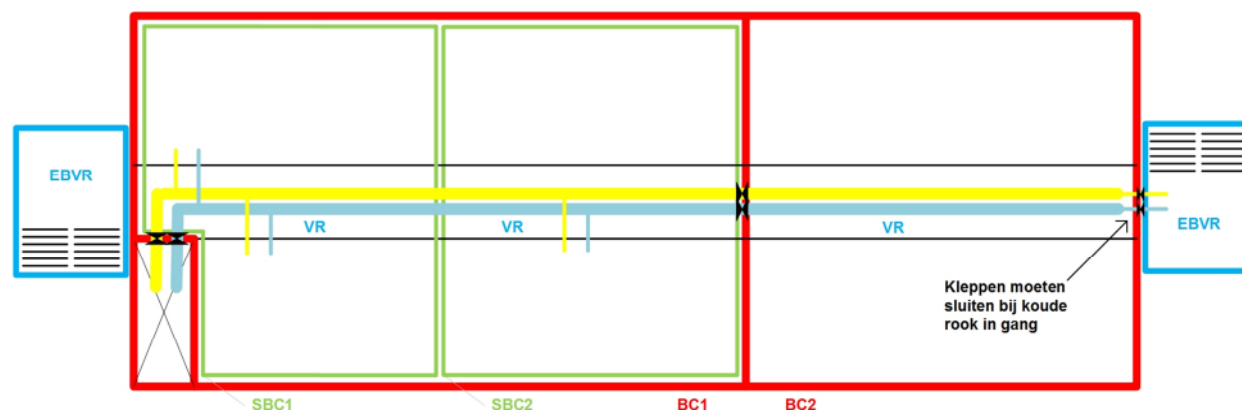 EBVR
VR
VR
VR
EBVR
Kleppen moeten
sluiten bij koude
rook in gang
SBC1
SBC2
BC1
BC2